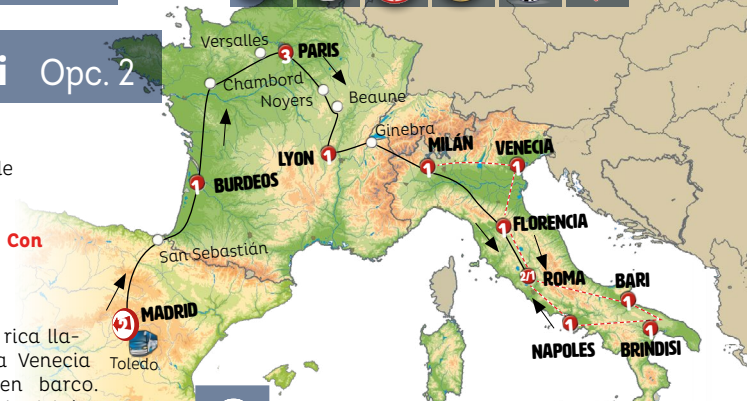 i Opc. 2
de
Con
rica lla-
a Venecia
en barco.
Versalles
3 PARIS
Chambord
Noyers
Beaune
Ginebra
LYON 1
MILÁN
1
VENECIA
1
1 BURDEOS
1 FLORENCIA
San Sebastián
2/1 ROMA
BARI
1
MADRID
Toledo
1
NAPOLES
1
BRINDISI